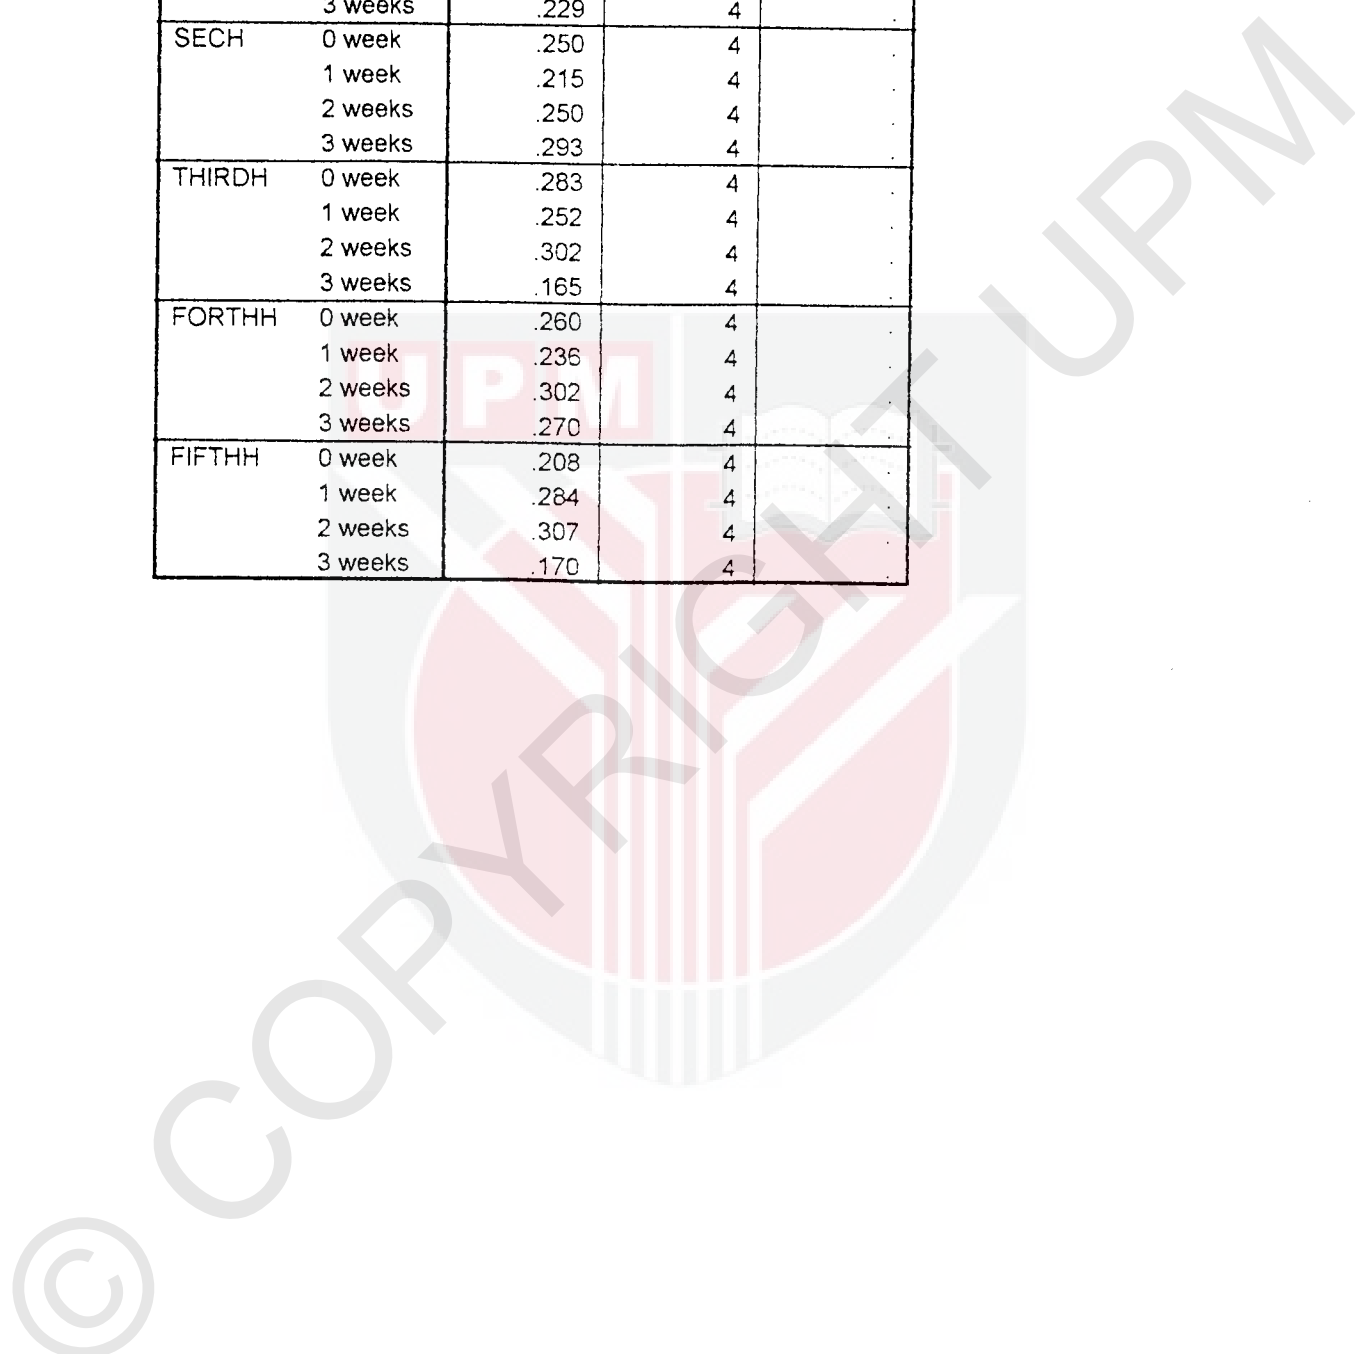 3 weeks .229 4 .
SECH 0 week .250 4 .
1 week .215 4 .
2 weeks .250 4 .
3 weeks .293 4 .
THIRDH 0 week .283 4 .
1 week .252 4 .
2 weeks .302 4 .
3 weeks .165 4 .
FORTHH 0 week .260 4 .
1 week .236 4 .
2 weeks .302 4 .
3 weeks .270 4 .
FIFTHH 0 week .208 4 .
1 week .284 4 .
2 weeks .307 4 .
3 weeks .170 4 .
UPM
© COPYRIGHT UPM